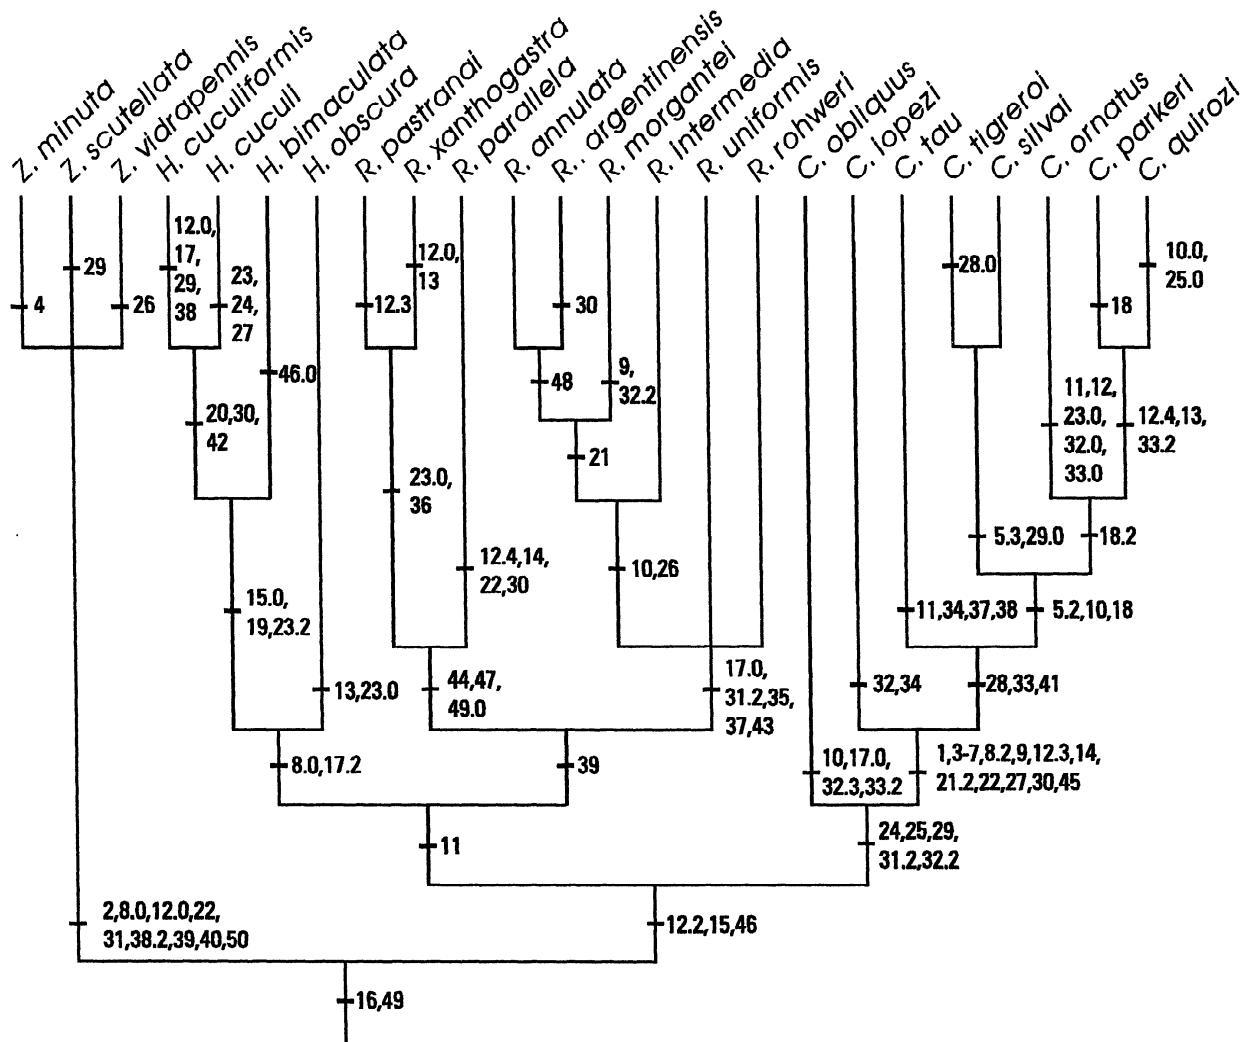 Z. minuta
Z. scutellata
Z. vidrapennis
H. cuculiformis
H. cuculi
H. bimaculata
H. obscura
R. pastranai
R. xanthogastra
R. parallela
R. annulata
R.. argentinensis
R. morgantei
R. Intermedia
R. uniformis
R. rohweri
C. obliquus
C. lopezi
C. tau
C. tigreroi
C. silvai
C. ornatus
C. parkeri
C. quirozi
4
29
26
12.0,
17,
29,
38
23,
24,
27
46.0
12.3
12.0,
13
30
28.0
18
10.0,
25.0
20,30,
42
48
9,
32.2
21
11,12,
23.0,
32.0,
33.0
12.4,13,
33.2
23.0,
36
5.3,29.0
18.2
12.4,14,
22,30
10,26
15.0,
19,23.2
11,34,37,38
5.2,10,18
13,23.0
44,47,
49.0
17.0,
31.2,35,
37,43
32,34
28,33,41
8.0,17.2
39
10,17.0,
32.3,33.2
1,3-7,8.2,9,12.3,14,
21.2,22,27,30,45
11
24,25,29,
31.2,32.2
2,8.0,12.0,22,
31,38.2,39,40,50
12.2,15,46
16,49